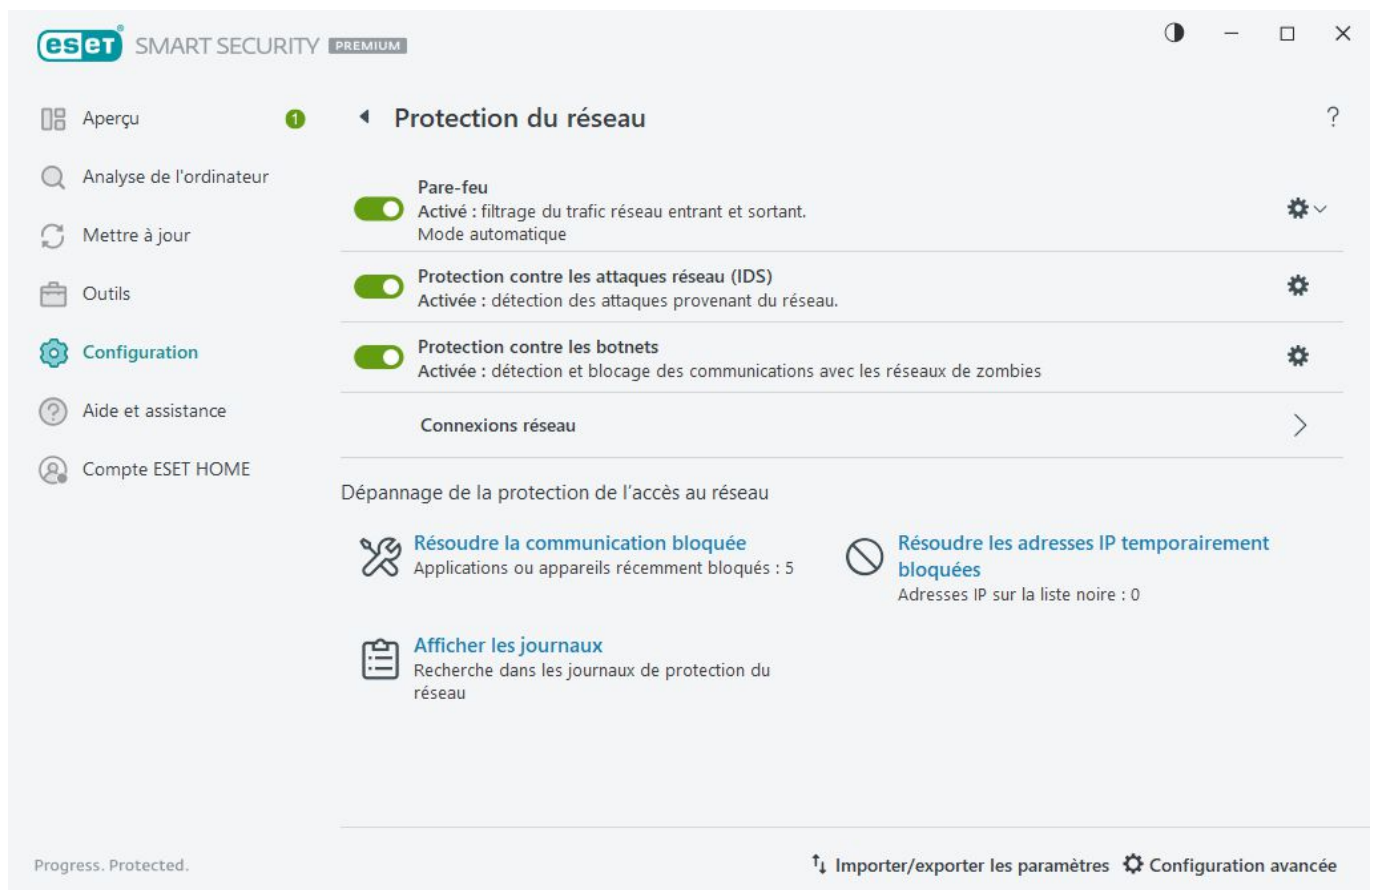 eset SMART SECURITY PREMIUM
Aperçu 1
Analyse de l'ordinateur
Mettre à jour
Outils
Configuration
Aide et assistance
Compte ESET HOME
Protection du réseau ?
Pare-feu
Activé : filtrage du trafic réseau entrant et sortant.
Mode automatique
Protection contre les attaques réseau (IDS)
Activée : détection des attaques provenant du réseau.
Protection contre les botnets
Activée : détection et blocage des communications avec les réseaux de zombies
Connexions réseau
Dépannage de la protection de l'accès au réseau
Résoudre la communication bloquée
Applications ou appareils récemment bloqués : 5
Résoudre les adresses IP temporairement
bloquées
Adresses IP sur la liste noire : 0
Afficher les journaux
Recherche dans les journaux de protection du
réseau
Progress. Protected.
Importer/exporter les paramètres Configuration avancée